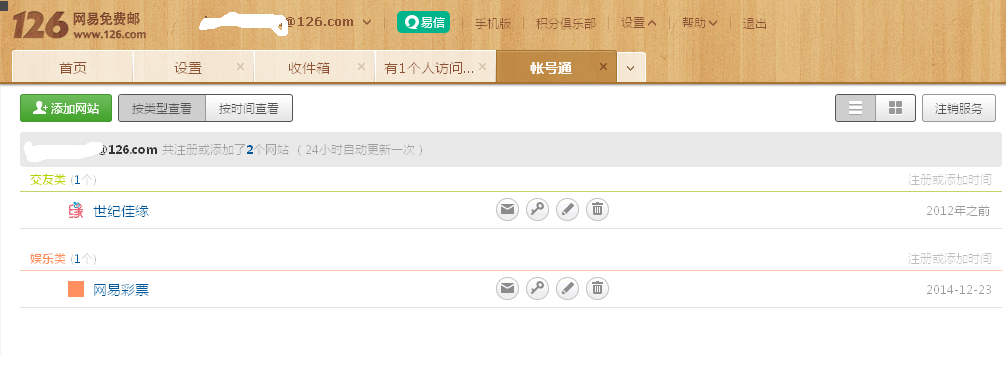 126 网易免费邮 www.126.com
@126.com 易信 手机版 积分俱乐部 设置 帮助 退出
首页 设置 收件箱 有1个人访问... 帐号通
添加网站 按类型查看 按时间查看 注销服务
@126.com 共注册或添加了2个网站 (24小时自动更新一次)
交友类 (1个) 注册或添加时间
世纪佳缘 2012年之前
娱乐类 (1个) 注册或添加时间
网易彩票 2014-12-23